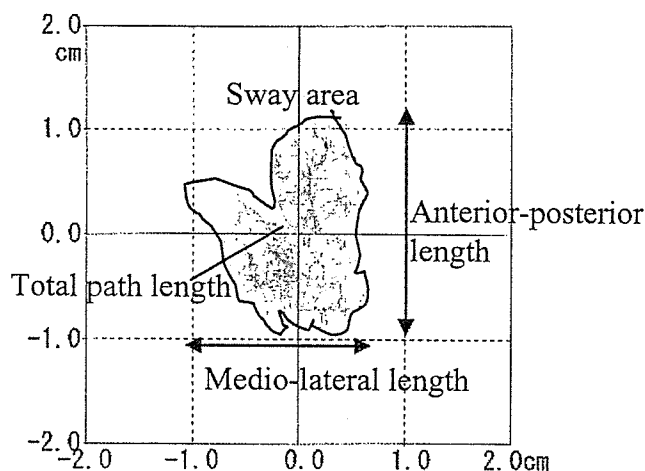 2.0
cm
Sway area
1.0
Anterior-posterior
length
0.0
Total path length
-1.0
Medio-lateral length
-2.0
-2.0 -1.0 0.0 1.0 2.0cm